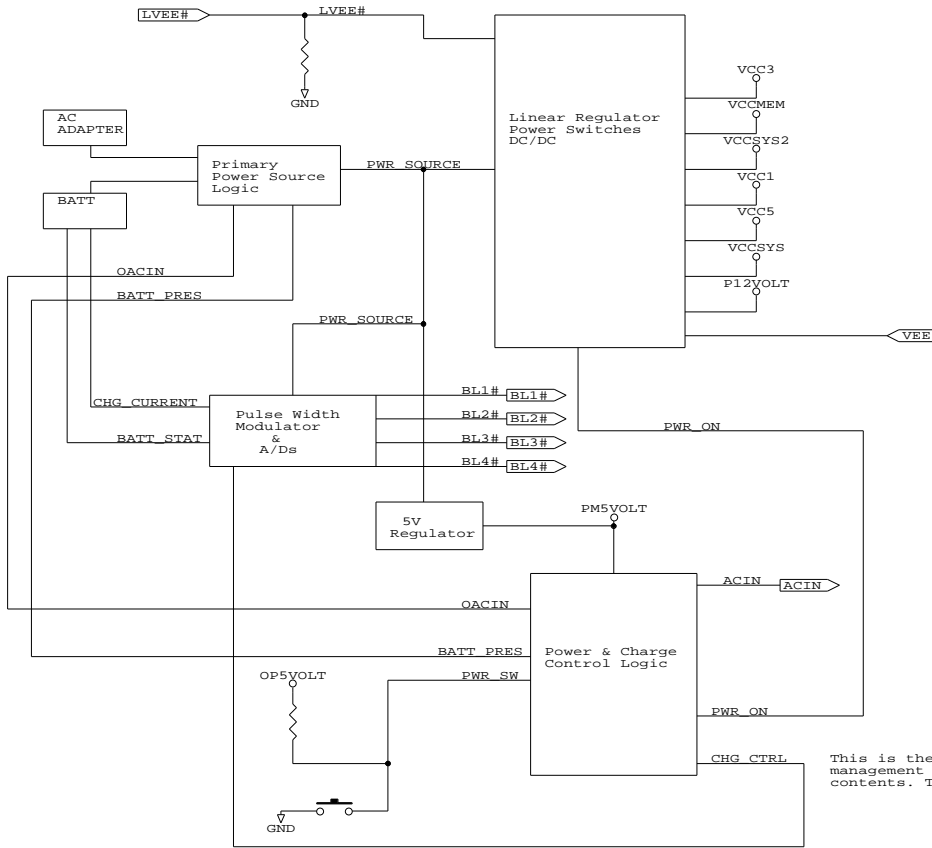 LVEE#
LVEE#
GND
AC
ADAPTER
BATT
Primary
Power Source
Logic
PWR_SOURCE
Linear Regulator
Power Switches
DC/DC
VCC3
VCCMEM
VCCSYS2
VCC1
VCC5
VCCSYS
P12VOLT
VEE
OACIN
BATT_PRES
PWR_SOURCE
CHG_CURRENT
BATT_STAT
Pulse Width
Modulator
&
A/Ds
BL1#
BL1#
BL2#
BL2#
BL3#
BL3#
BL4#
BL4#
PWR_ON
5V
Regulator
PM5VOLT
ACIN
ACIN
OACIN
BATT_PRES
PWR_SW
Power & Charge
Control Logic
OP5VOLT
GND
PWR_ON
CHG_CTRL
This is the
management
contents. T